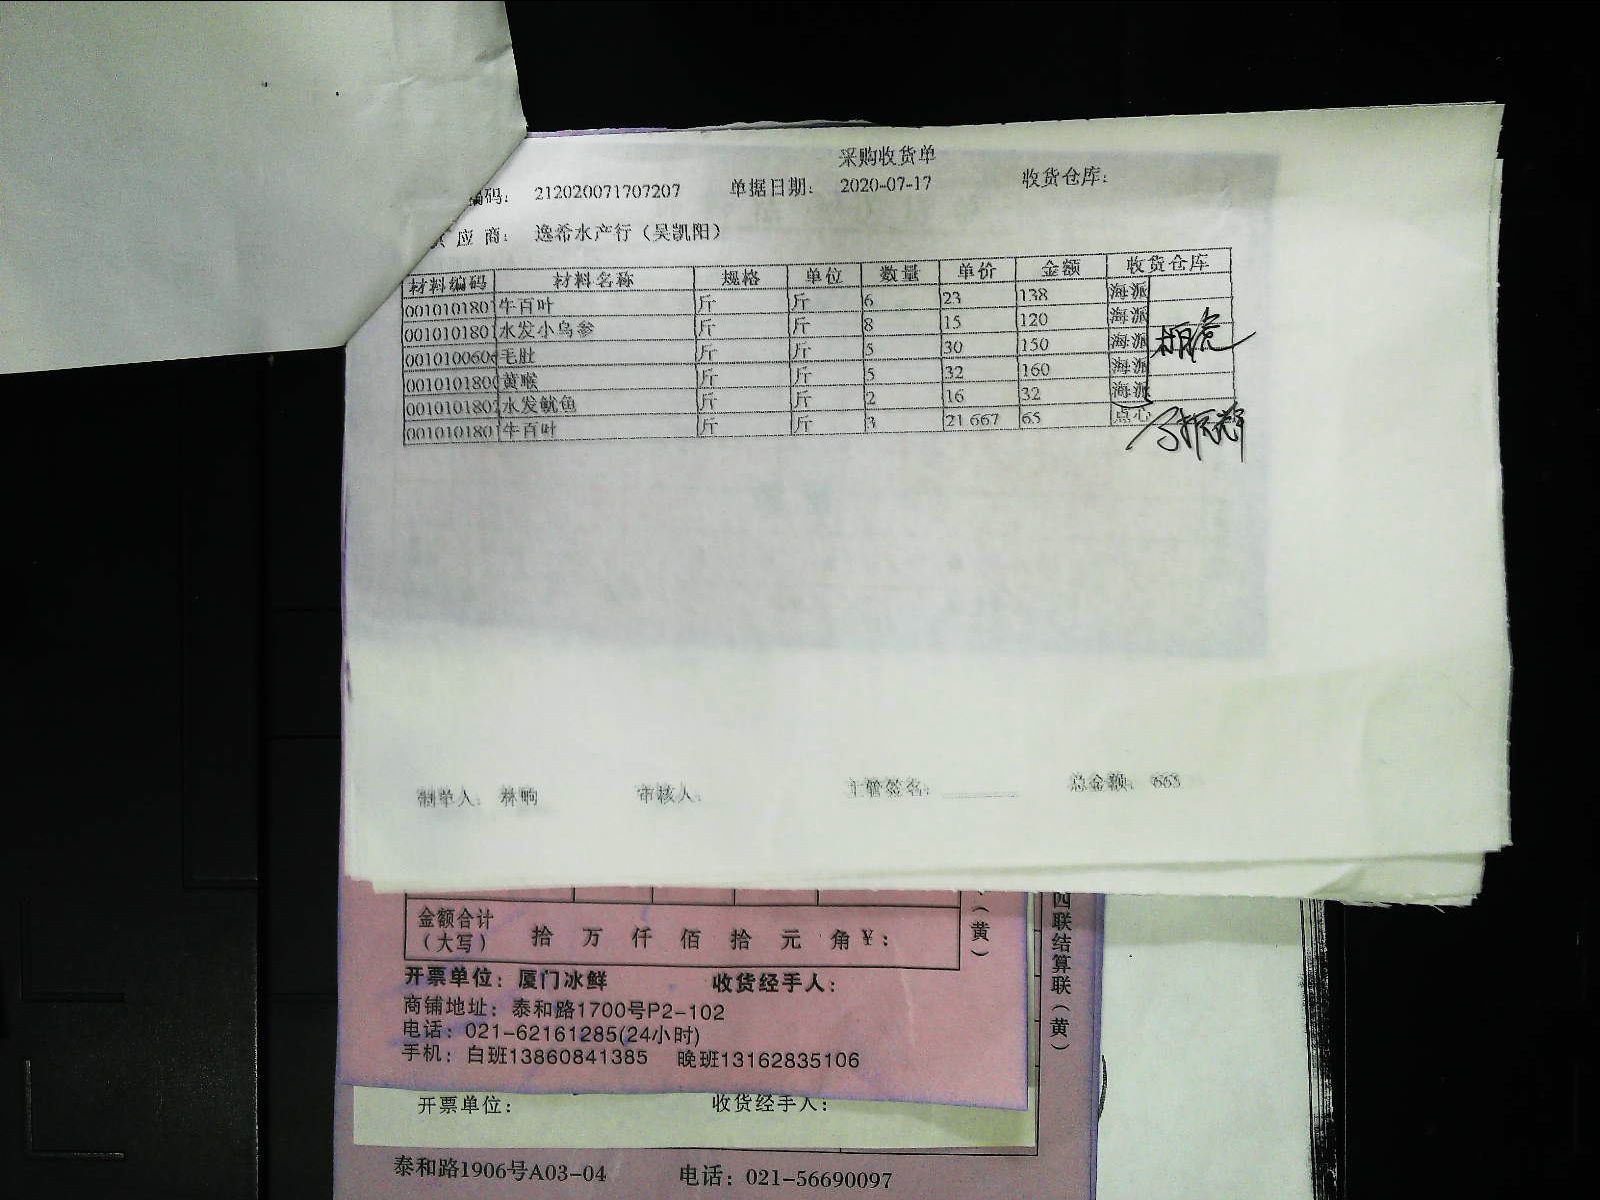 采购收货单
编码： 212020071707207 单据日期： 2020-07-17 收货仓库：
应商： 逸希水产行（吴凯阳）
材料编码 材料名称 规格 单位 数量 单价 金额 收货仓库
001010180 牛百叶 斤 斤 6 23 138 海派
001010180 水发小乌参 斤 斤 8 15 120 海派
001010060 毛肚 斤 斤 5 30 150 海派
001010180 黄喉 斤 斤 5 32 160 海派
001010180 水发鱿鱼 斤 斤 2 16 32 海派
001010180 牛百叶 斤 斤 3 21.667 65 点心
制单人： 林 审核人： 主管签名： 总金额： 665
金额合计
（大写） 拾 万 仟 佰 拾 元 角 ¥：
（黄）
开票单位：厦门冰鲜 收货经手人：
商铺地址：泰和路1700号P2-102
电话：021-62161285(24小时)
手机：白班13860841385 晚班13162835106
四联结算联（黄）
开票单位： 收货经手人：
泰和路1906号A03-04 电话：021-56690097